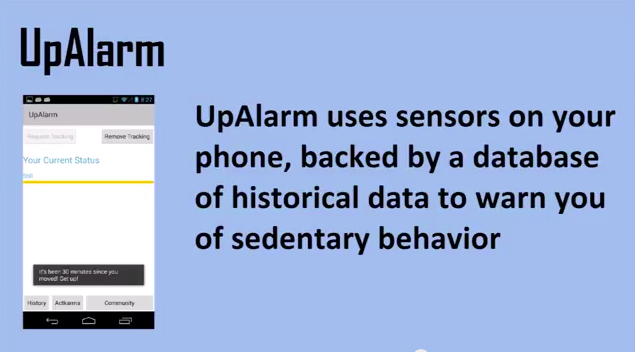 UpAlarm
8:27
UpAlarm
Request Tracking Remove Tracking
Your Current Status
Still
It's been 30 minutes since you
moved! Get up!
History Actkarma Community
UpAlarm uses sensors on your
phone, backed by a database
of historical data to warn you
of sedentary behavior